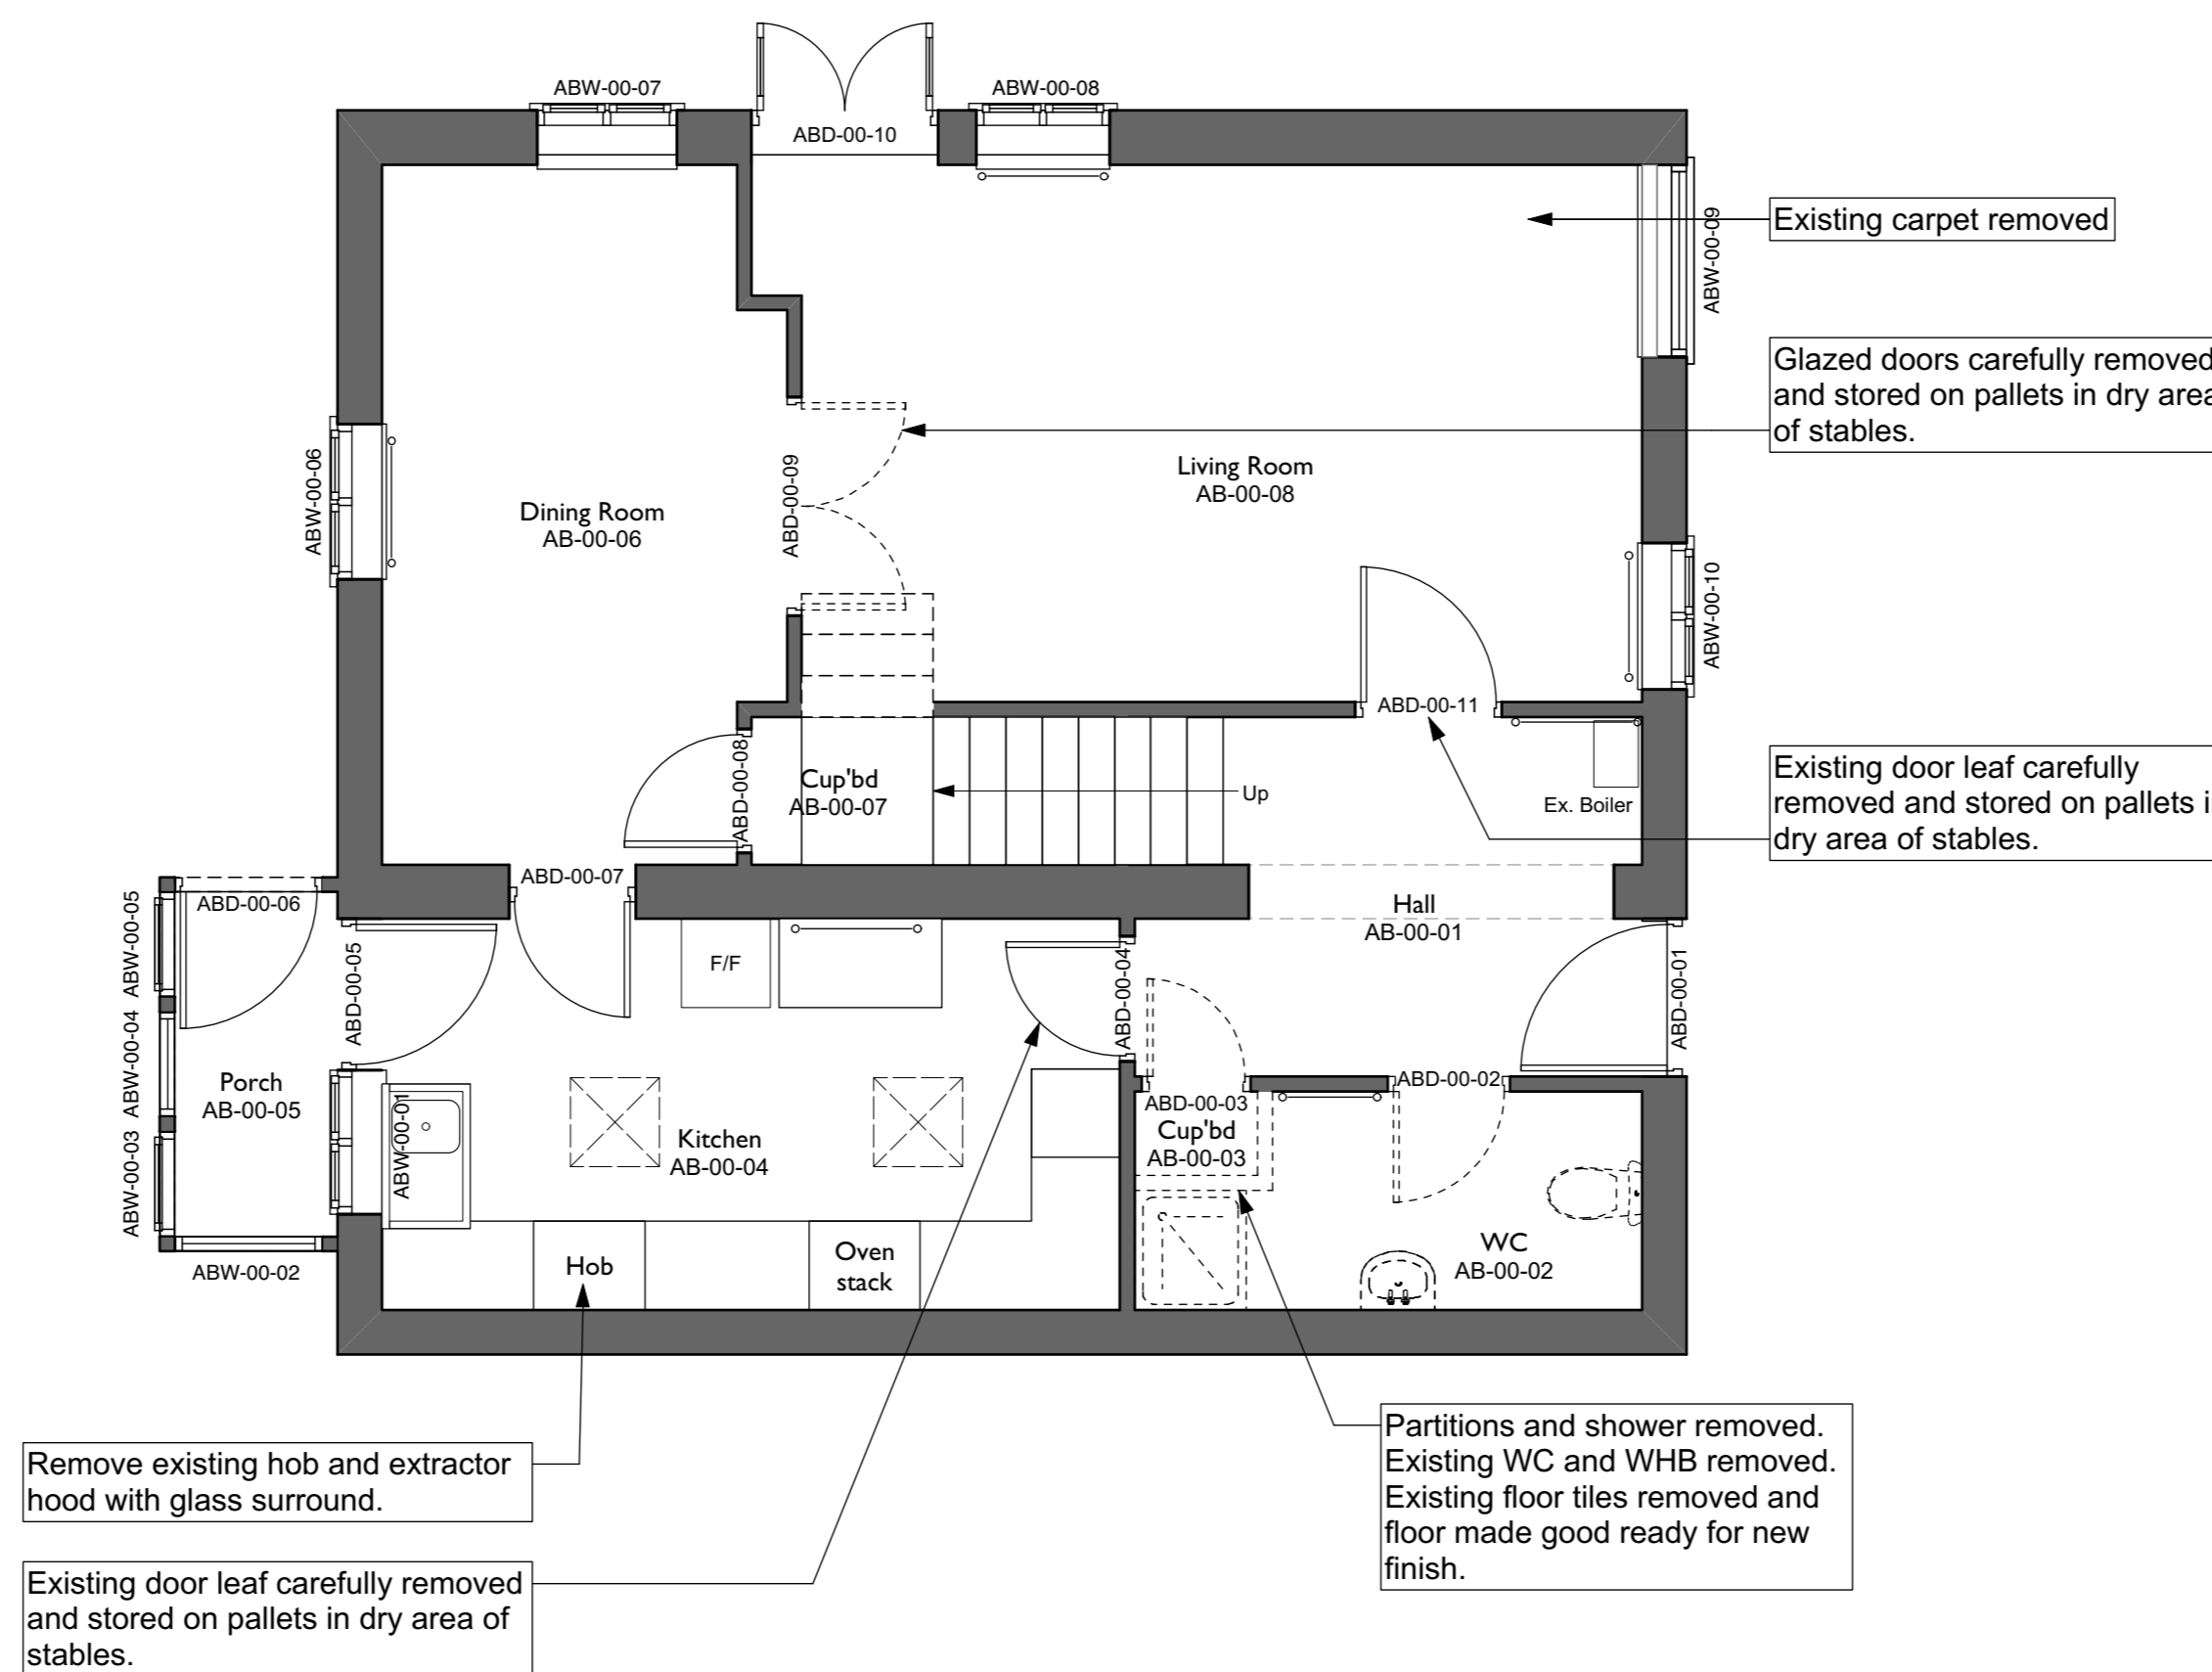 ABW-00-07
ABW-00-08
ABD-00-10
Existing carpet removed
ABW-00-09
Glazed doors carefully removed
and stored on pallets in dry area
of stables.
Living Room
AB-00-08
ABD-00-09
Dining Room
AB-00-06
ABW-00-06
ABW-00-10
ABD-00-11
Existing door leaf carefully
removed and stored on pallets i
dry area of stables.
ABD-00-08
Cup'bd
AB-00-07
Up
Ex. Boiler
ABD-00-07
ABD-00-06
ABW-00-05
Hall
AB-00-01
F/F
ABD-00-05
ABD-00-04
ABD-00-01
ABW-00-04
Porch
AB-00-05
ABD-00-02
ABD-00-03
Cup'bd
AB-00-03
ABW-00-01
Kitchen
AB-00-04
ABW-00-03
WC
AB-00-02
ABW-00-02
Hob
Oven
stack
Partitions and shower removed.
Existing WC and WHB removed.
Existing floor tiles removed and
floor made good ready for new
finish.
Remove existing hob and extractor
hood with glass surround.
Existing door leaf carefully removed
and stored on pallets in dry area of
stables.